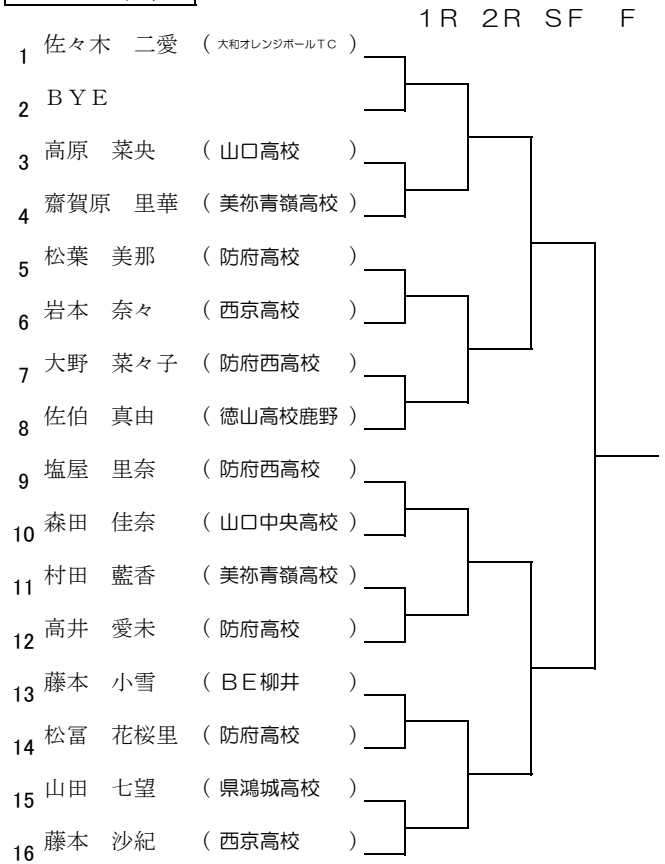 1R 2R SF F
1 佐々木 二愛 ( 大和オレンジボールTC )
2 BYE
3 高原 菜央 ( 山口高校 )
4 齋賀原 里華 ( 美祢青嶺高校 )
5 松葉 美那 ( 防府高校 )
6 岩本 奈々 ( 西京高校 )
7 大野 菜々子 ( 防府西高校 )
8 佐伯 真由 ( 徳山高校鹿野 )
9 塩屋 里奈 ( 防府西高校 )
10 森田 佳奈 ( 山口中央高校 )
11 村田 藍香 ( 美祢青嶺高校 )
12 高井 愛未 ( 防府高校 )
13 藤本 小雪 ( BE柳井 )
14 松冨 花桜里 ( 防府高校 )
15 山田 七望 ( 県鴻城高校 )
16 藤本 沙紀 ( 西京高校 )